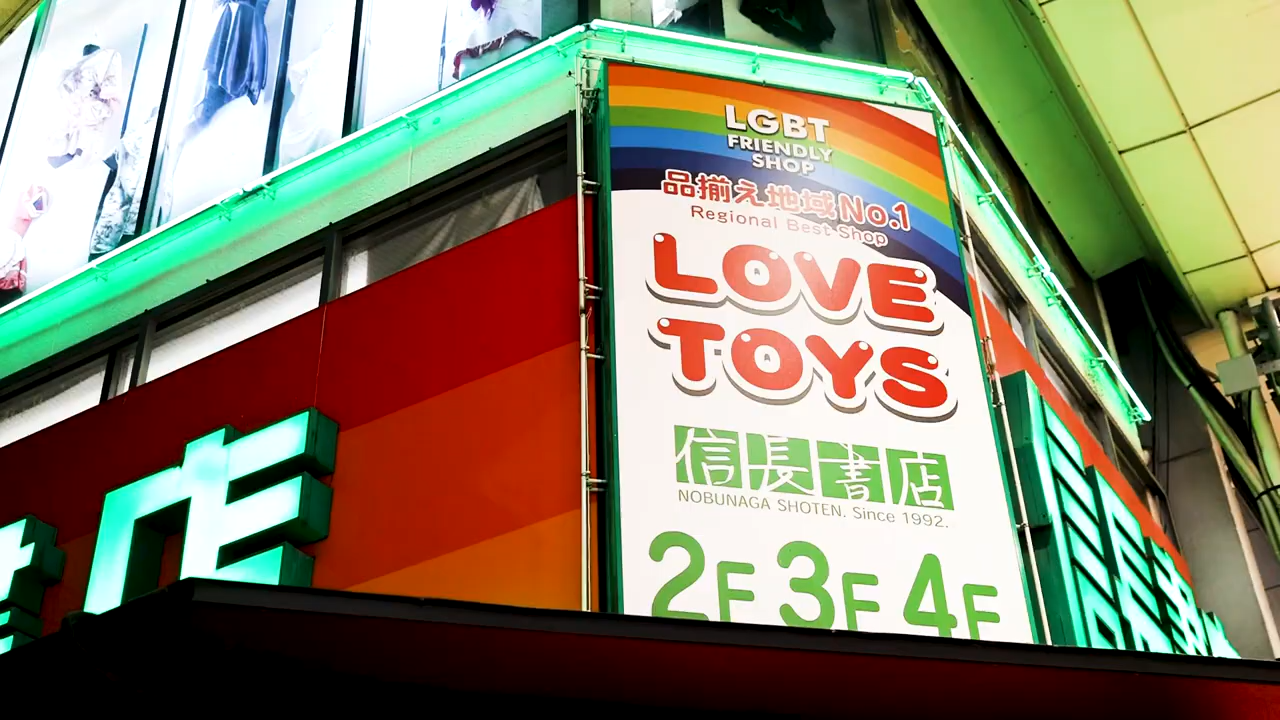 LGBT
FRIENDLY
SHOP
品揃え地域No.1
Regional Best Shop
LOVE
TOYS
信長書店
NOBUNAGA SHOTEN. Since 1992.
2F 3F 4F
店